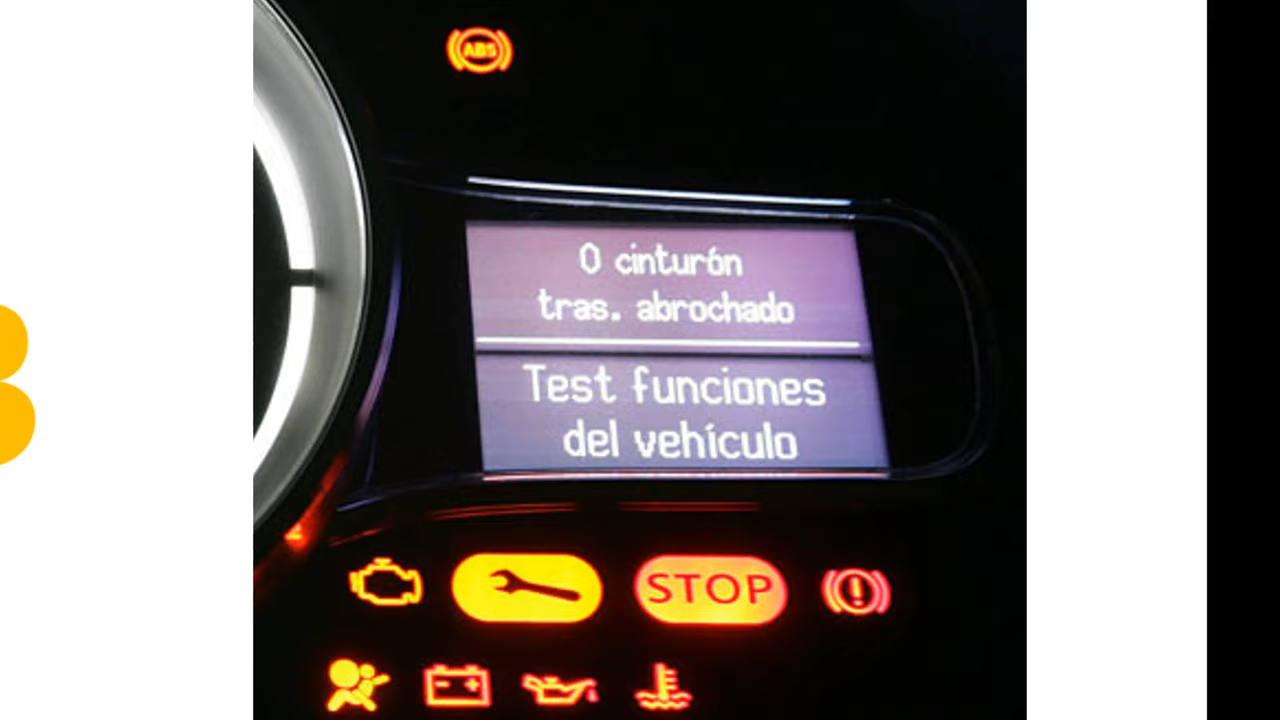 ABS
0 cinturón
tras. abrochado
Test funciones
del vehículo
STOP